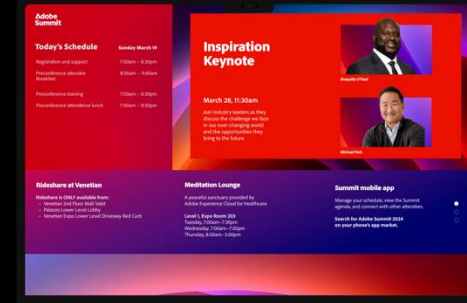 Adobe
Summit
Today's Schedule
Sunday March 19
Registration and support
7:00am – 8:30pm
Preconference attendee
Breakfast
8:00am – 9:00am
Preconference training
7:00am – 8:30pm
Preconference attendance lunch
7:00am – 8:30pm
Inspiration
Keynote
March 28, 11:30am
Join industry leaders as they
discuss the challenge we face
in our ever-changing world
and the opportunities they
bring to the future.
Shaquille O'Neal
Michael Park
Rideshare at Venetian
Rideshare is ONLY available from:
- Venetian 2nd Floor Mall Valet
- Palazzo Lower Level Lobby
- Venetian Expo Lower Level Driveway Red Curb
Meditation Lounge
A peaceful sanctuary provided by
Adobe Experience Cloud for Healthcare.
Level 1, Expo Room 203
Tuesday, 7:00am–7:30pm
Wednesday 7:00am–7:00pm
Thursday, 8:00am–3:00pm
Summit mobile app
Manage your schedule, view the Summit
agenda, and connect with other attendees.
Search for Adobe Summit 2024
on your phone's app market.